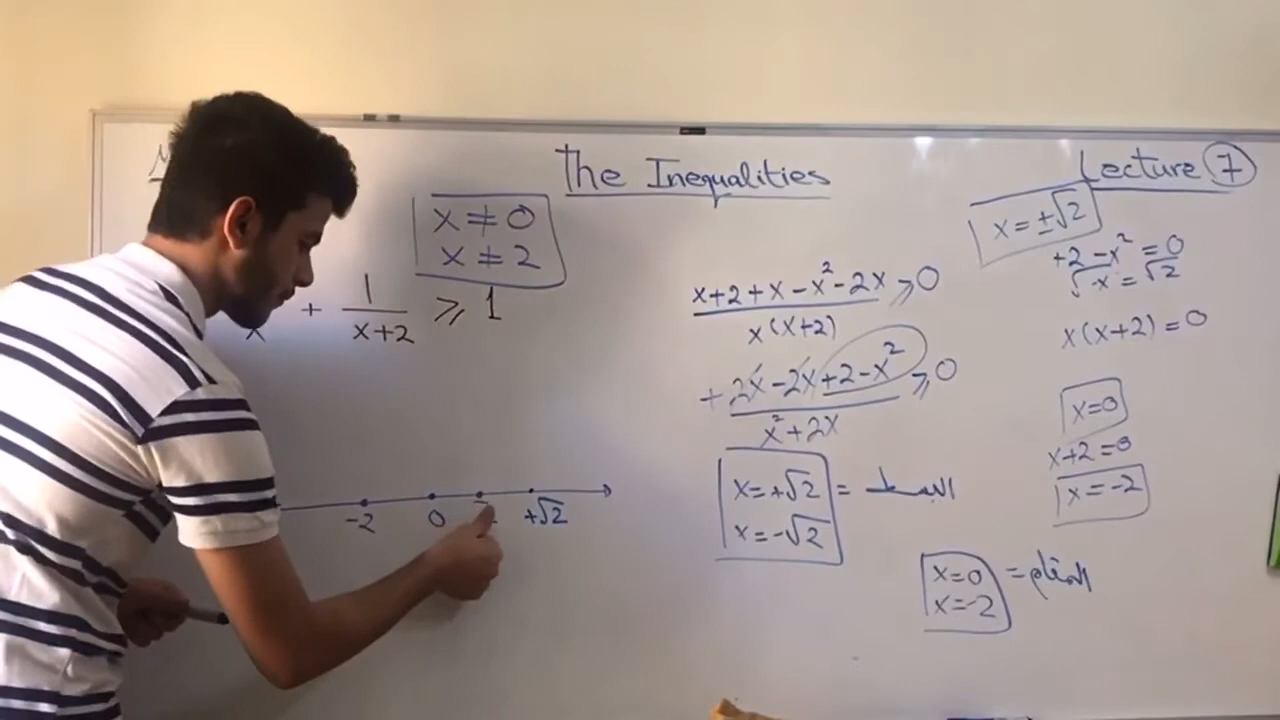 The Inequalities
Lecture 7
x ≠ 0
x ≠ 2
x + 1/(x+2) ≥ 1
-2 0 +√2
(x+2+x-x²-2x)/(x(x+2)) ≥ 0
+ (2x-2x+2-x²)/(x²+2x) ≥ 0
x=+√2 = البسط
x=-√2
x=0 = المقام
x=-2
x=±√2
+2-x²=0
√-x²=√2
x(x+2)=0
x=0
x+2=0
x=-2